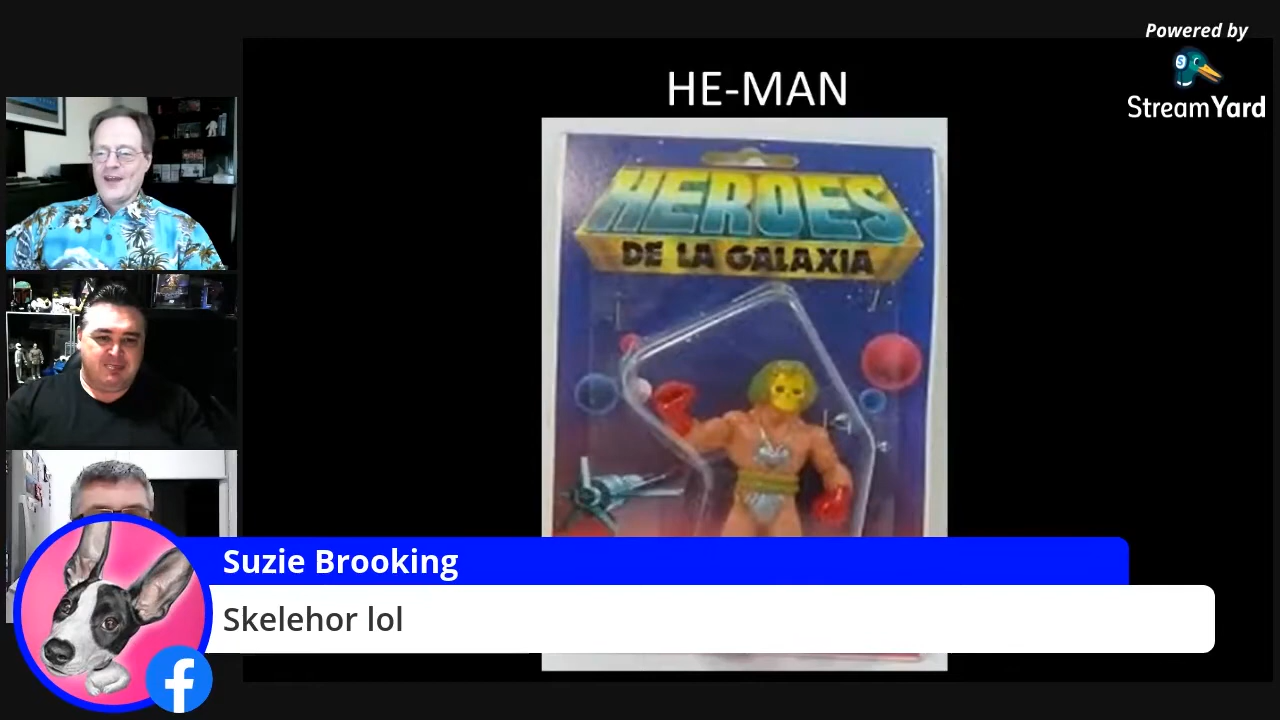 Powered by
StreamYard
HE-MAN
HEROES
DE LA GALAXIA
Suzie Brooking
Skelehor lol